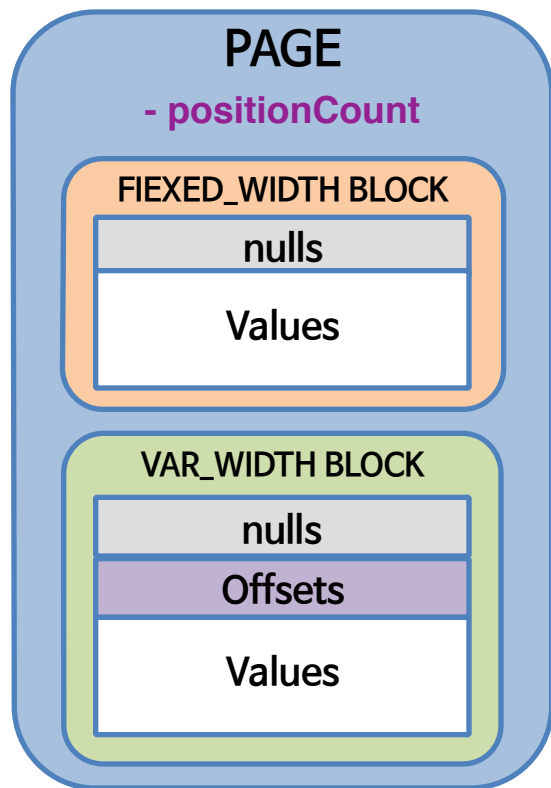 PAGE
- positionCount
FIEXED_WIDTH BLOCK
nulls
Values
VAR_WIDTH BLOCK
nulls
Offsets
Values